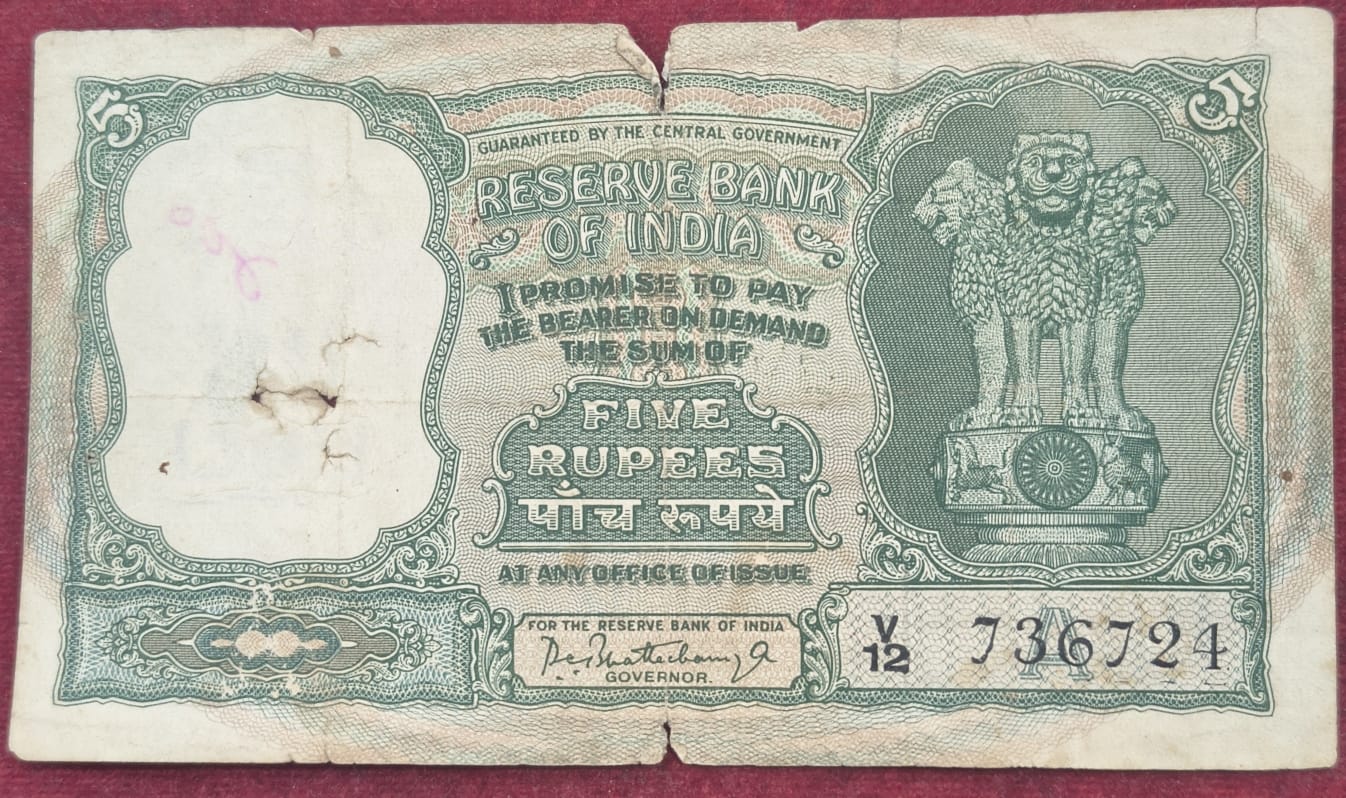 5
5
GUARANTEED BY THE CENTRAL GOVERNMENT
RESERVE BANK
OF INDIA
I PROMISE TO PAY
THE BEARER ON DEMAND
THE SUM OF
FIVE
RUPEES
पाँच रूपये
AT ANY OFFICE OF ISSUE
FOR THE RESERVE BANK OF INDIA
P.C. Bhattacharyya
GOVERNOR.
V
12
A
736724